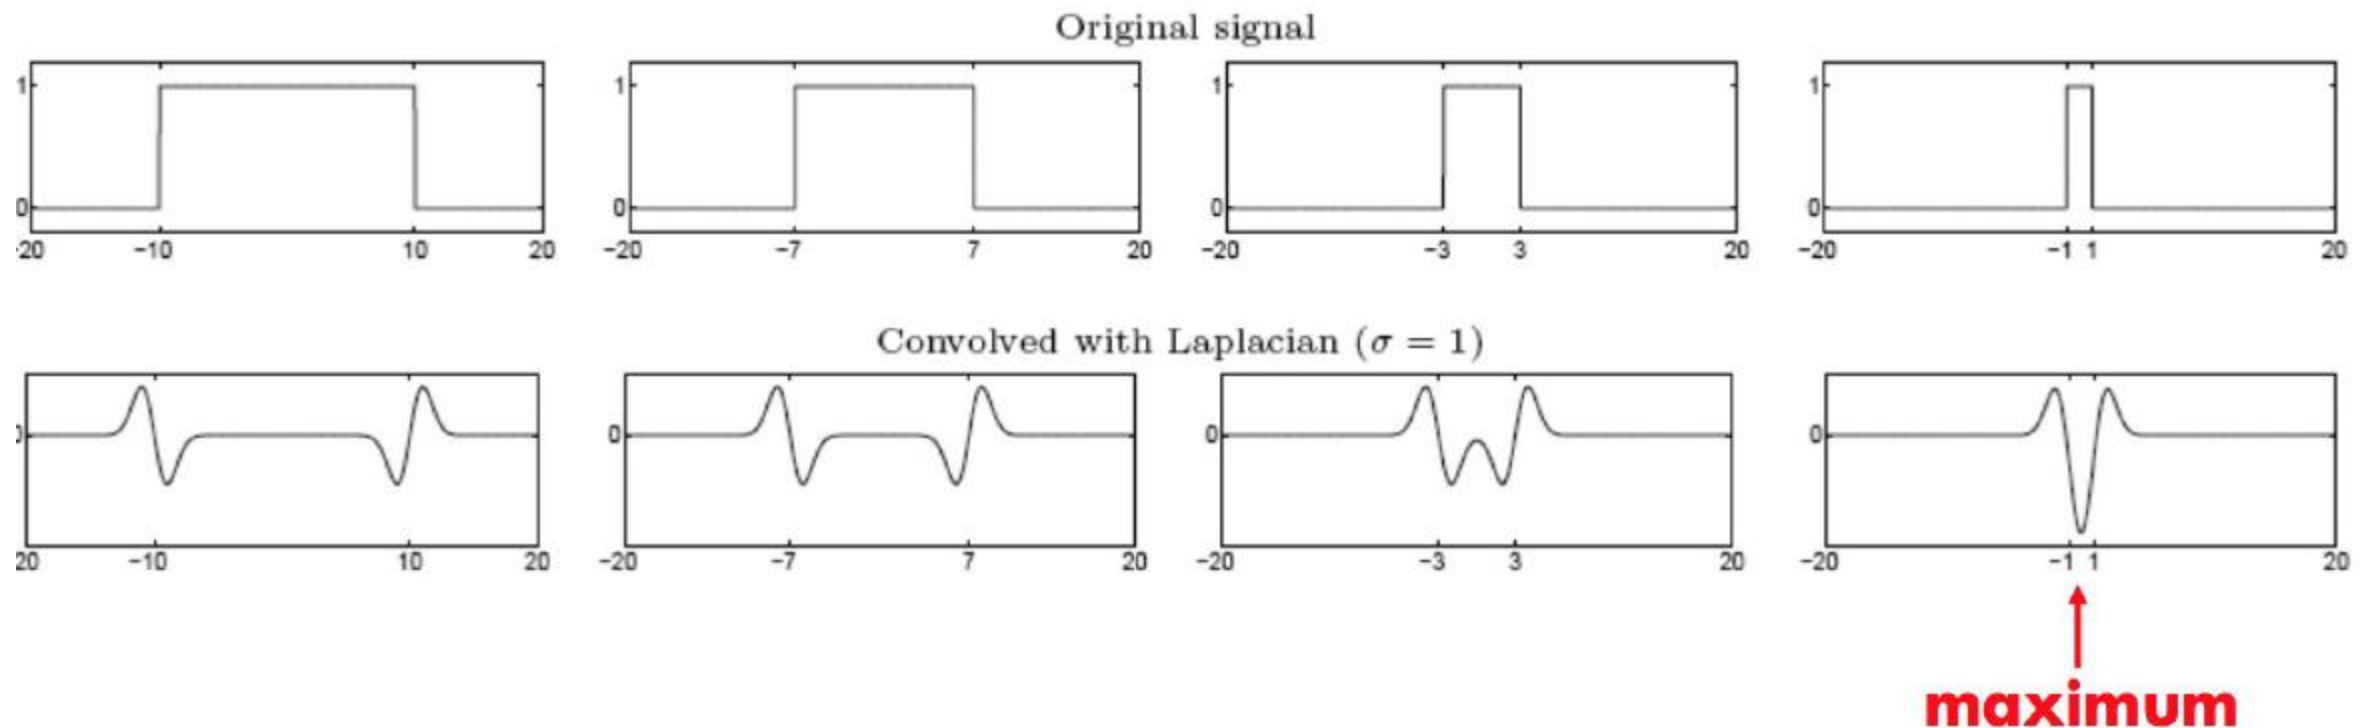 Original signal
1 1 1 1
0 0 0 0
20 −10 10 20 −20 −7 7 20 −20 −3 3 20 −20 −1 1 20
Convolved with Laplacian (σ = 1)
0 0 0 0
20 −10 10 20 −20 −7 7 20 −20 −3 3 20 −20 −1 1 20
maximum